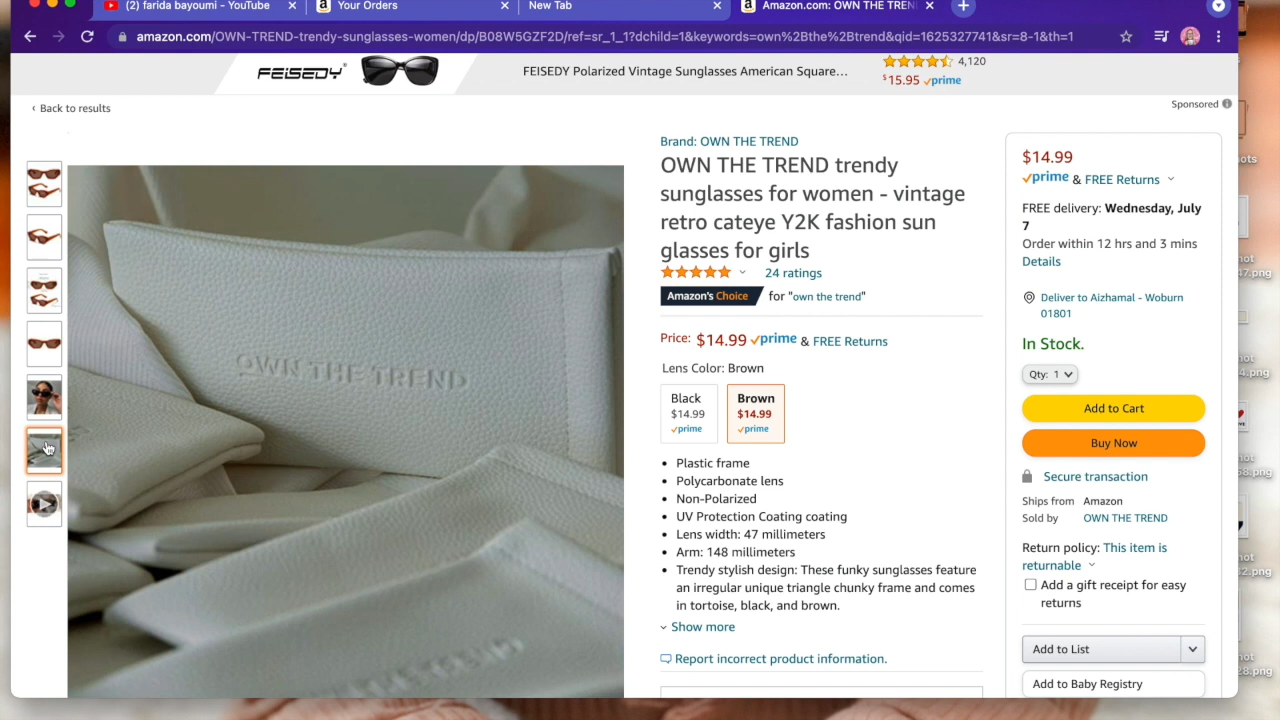 (2) farida bayoumi - YouTube
Your Orders
New Tab
Amazon.com: OWN THE TREN
amazon.com/OWN-TREND-trendy-sunglasses-women/dp/B08W5GZF2D/ref=sr_1_1?dchild=1&keywords=own%2Bthe%2Btrend&qid=1625327741&sr=8-1&th=1
FEISEDY
FEISEDY Polarized Vintage Sunglasses American Square…
4,120
$15.95 prime
‹ Back to results
Sponsored
Brand: OWN THE TREND
OWN THE TREND trendy
sunglasses for women - vintage
retro cateye Y2K fashion sun
glasses for girls
24 ratings
Amazon's Choice for "own the trend"
Price: $14.99 prime & FREE Returns
Lens Color: Brown
Black
$14.99
prime
Brown
$14.99
prime
• Plastic frame
• Polycarbonate lens
• Non-Polarized
• UV Protection Coating coating
• Lens width: 47 millimeters
• Arm: 148 millimeters
• Trendy stylish design: These funky sunglasses feature
an irregular unique triangle chunky frame and comes
in tortoise, black, and brown.
Show more
Report incorrect product information.
OWN THE TREND
$14.99
prime & FREE Returns
FREE delivery: Wednesday, July
7
Order within 12 hrs and 3 mins
Details
Deliver to Aizhamal - Woburn
01801
In Stock.
Qty: 1
Add to Cart
Buy Now
Secure transaction
Ships from Amazon
Sold by OWN THE TREND
Return policy: This item is
returnable
Add a gift receipt for easy
returns
Add to List
Add to Baby Registry